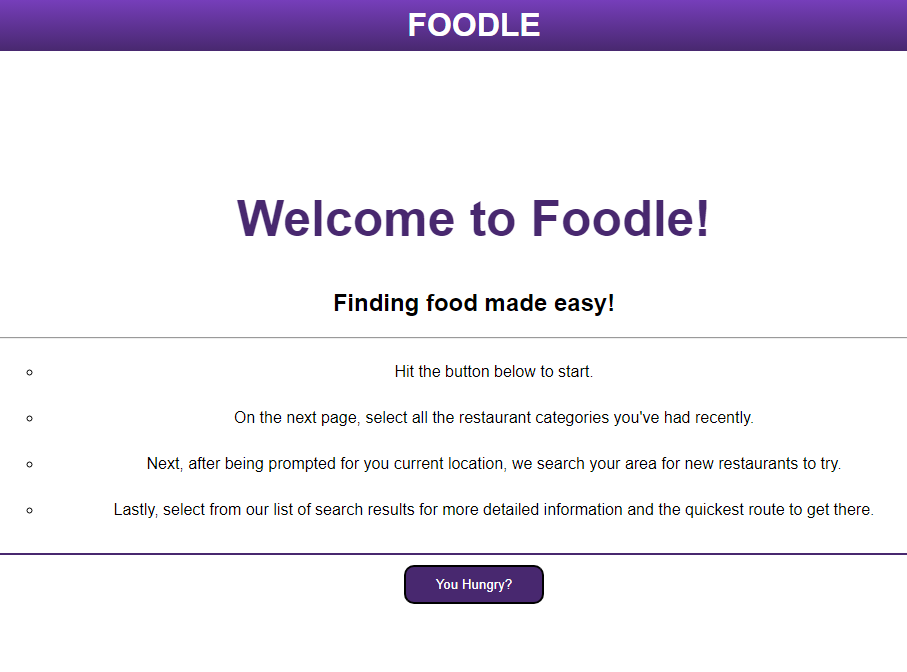 FOODLE
Welcome to Foodle!
Finding food made easy!
Hit the button below to start.
On the next page, select all the restaurant categories you've had recently.
Next, after being prompted for you current location, we search your area for new restaurants to try.
Lastly, select from our list of search results for more detailed information and the quickest route to get there.
You Hungry?